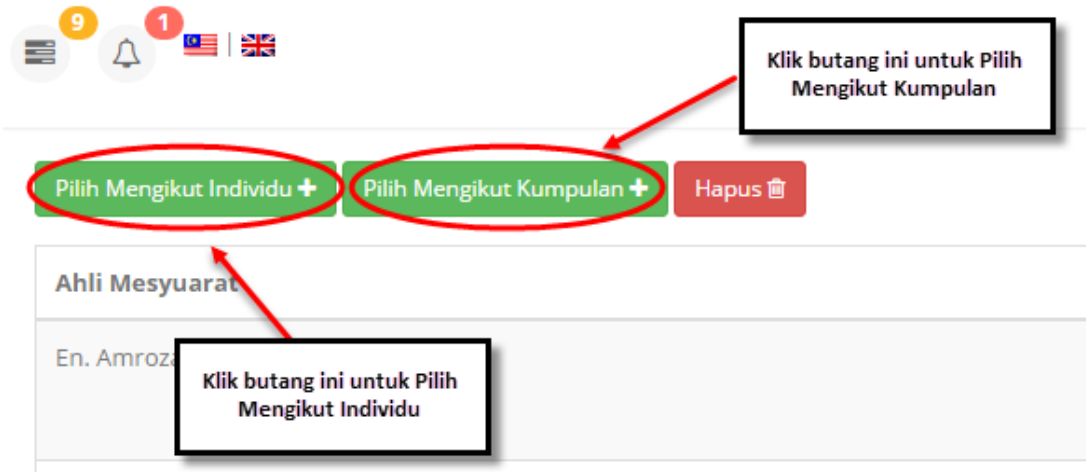 9
1
|
Klik butang ini untuk Pilih
Mengikut Kumpulan
Pilih Mengikut Individu
Pilih Mengikut Kumpulan
Hapus
Ahli Mesyuarat
En.
Klik butang ini untuk Pilih
Mengikut Individu